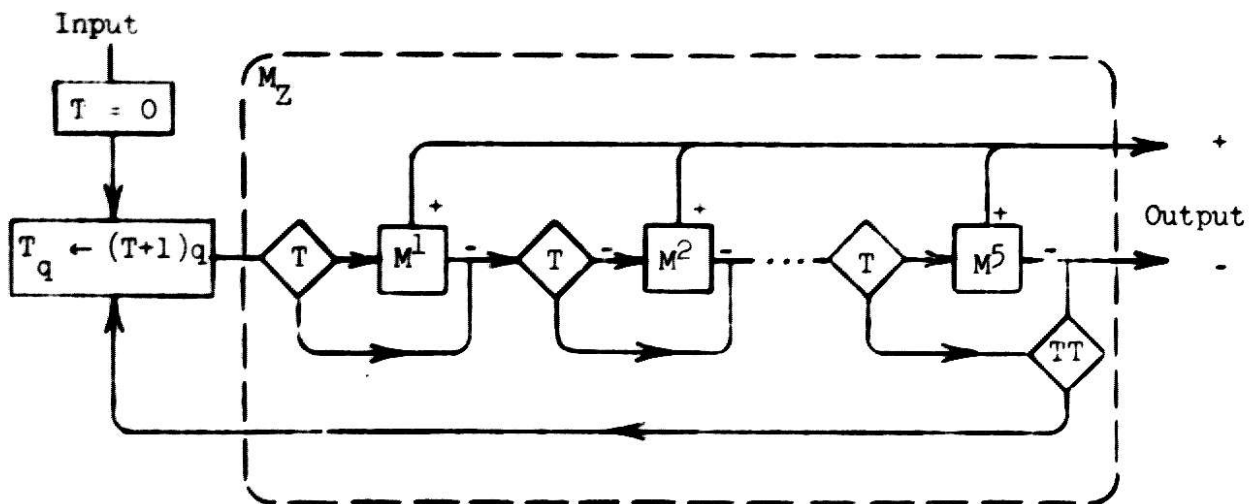 Input
T = 0
M_Z
+
T_q ← (T+1)q
T
M^1
+
-
T
-
M^2
+
-
...
T
M^5
+
-
Output
-
TT